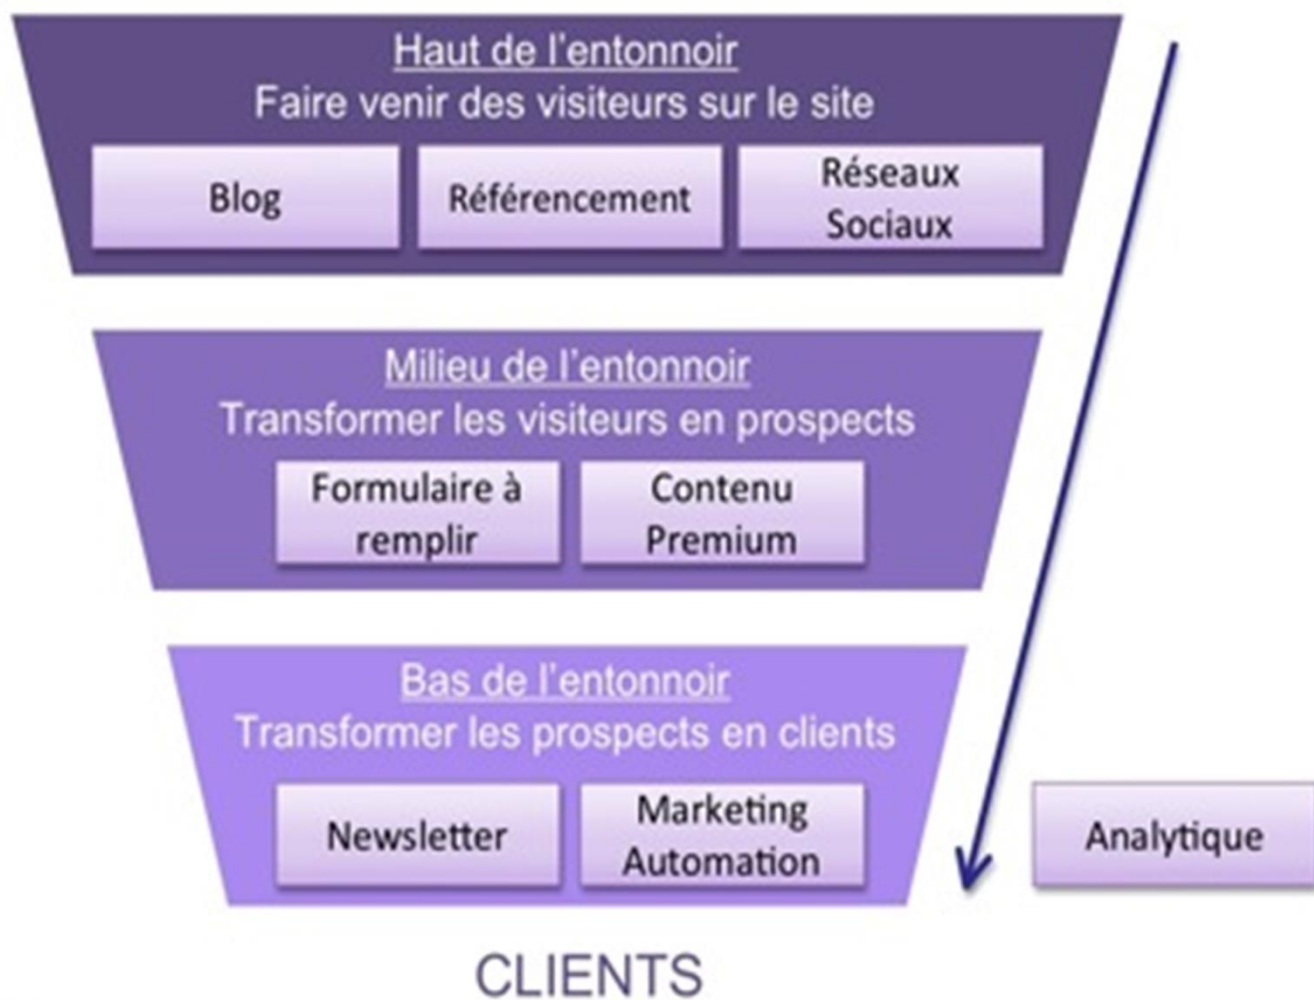 Haut de l'entonnoir
Faire venir des visiteurs sur le site
Blog
Référencement
Réseaux
Sociaux
Milieu de l'entonnoir
Transformer les visiteurs en prospects
Formulaire à
remplir
Contenu
Premium
Bas de l'entonnoir
Transformer les prospects en clients
Newsletter
Marketing
Automation
Analytique
CLIENTS